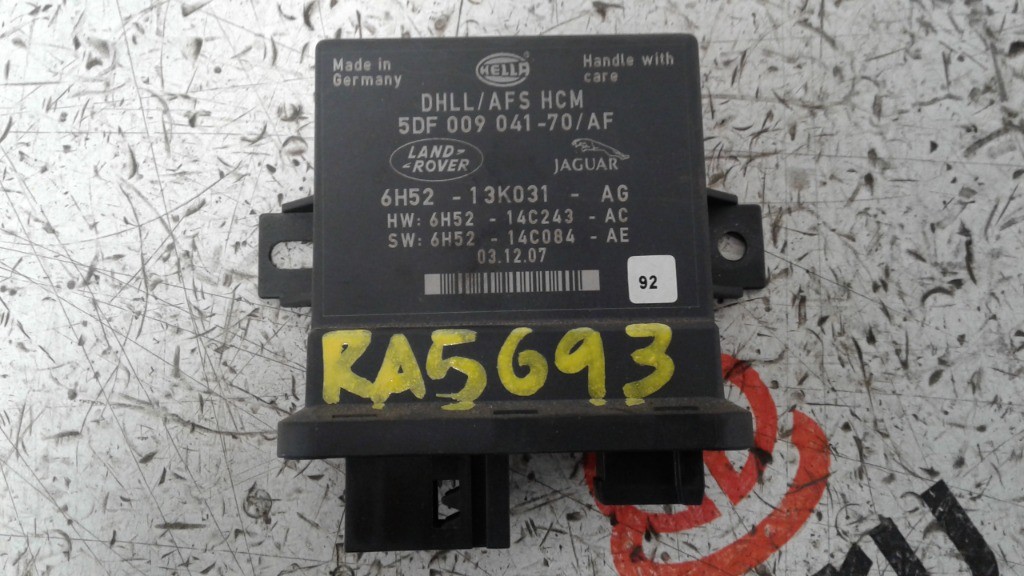 Made in
Germany
HELLA
Handle with
care
DHLL/AFS HCM
5DF 009 041-70/AF
LAND
ROVER
JAGUAR
6H52 - 13K031 - AG
HW: 6H52 - 14C243 - AC
SW: 6H52 - 14C084 - AE
03.12.07
92
RA5693